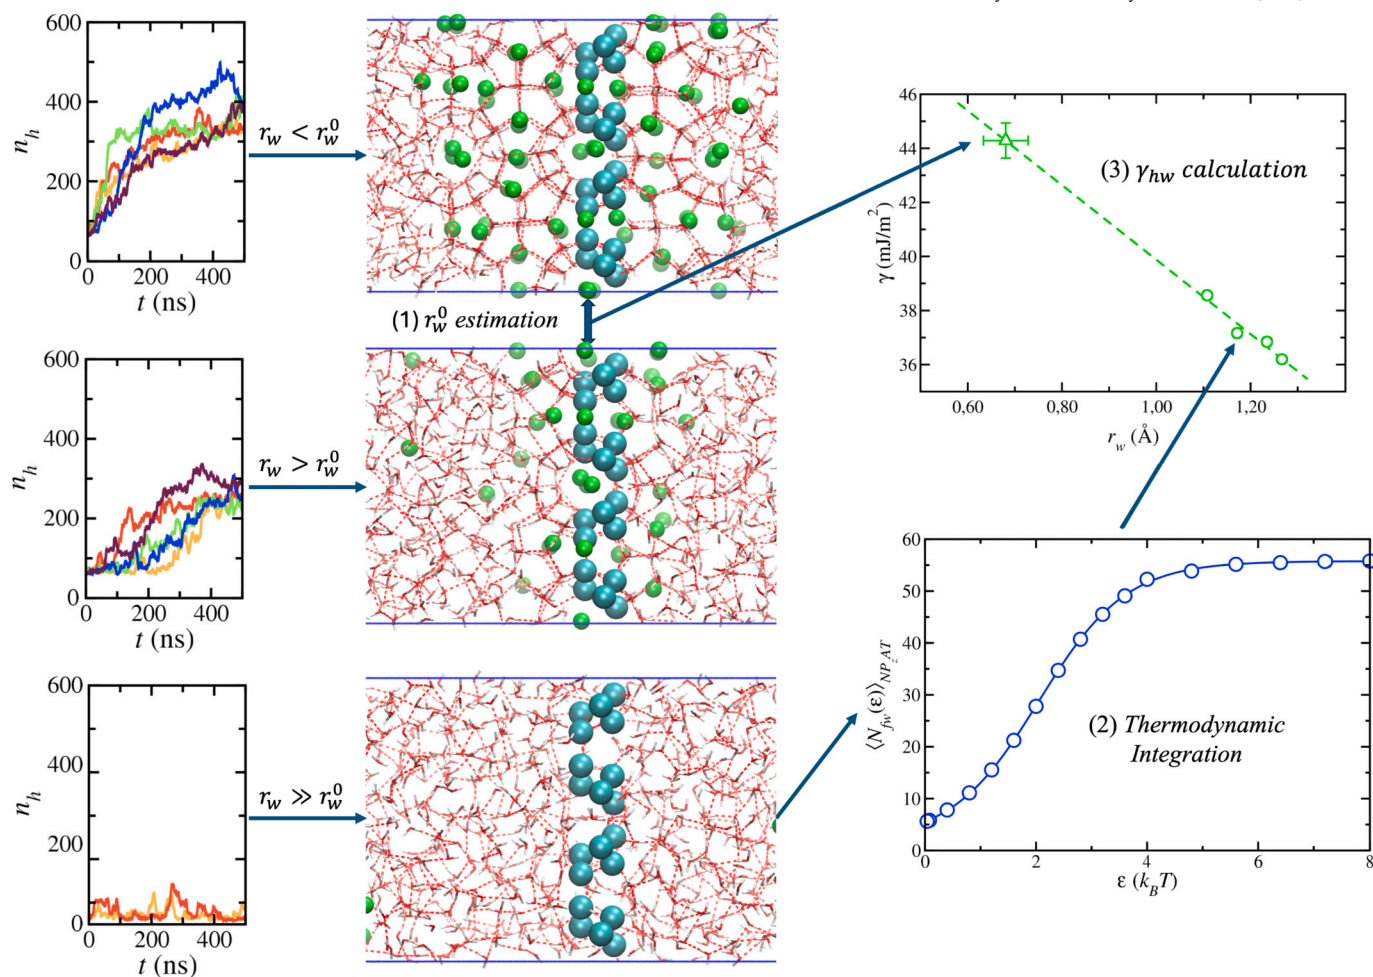 600
400
200
0
n_h
0 200 400
t (ns)
r_w < r_w^0
(1) r_w^0 estimation
600
400
200
0
n_h
0 200 400
t (ns)
r_w > r_w^0
600
400
200
0
n_h
0 200 400
t (ns)
r_w ≫ r_w^0
46
44
42
40
38
36
γ (mJ/m²)
(3) γ_hw calculation
0,60 0,80 1,00 1,20
r_w (Å)
60
50
40
30
20
10
0
⟨N_fw(ε)⟩_NP_zAT
(2) Thermodynamic
Integration
0 2 4 6 8
ε (k_BT)